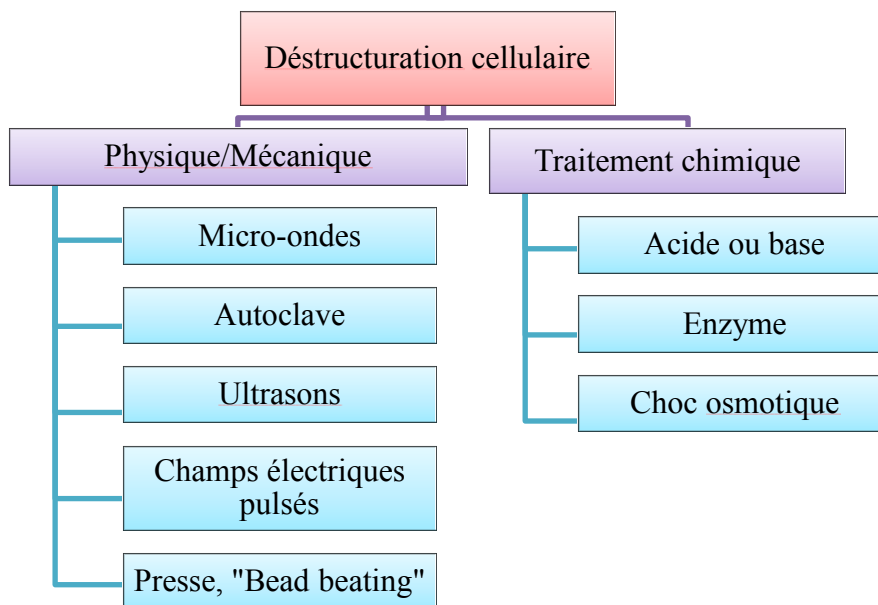 Déstructuration cellulaire
Physique/Mécanique
Micro-ondes
Autoclave
Ultrasons
Champs électriques
pulsés
Presse, "Bead beating"
Traitement chimique
Acide ou base
Enzyme
Choc osmotique